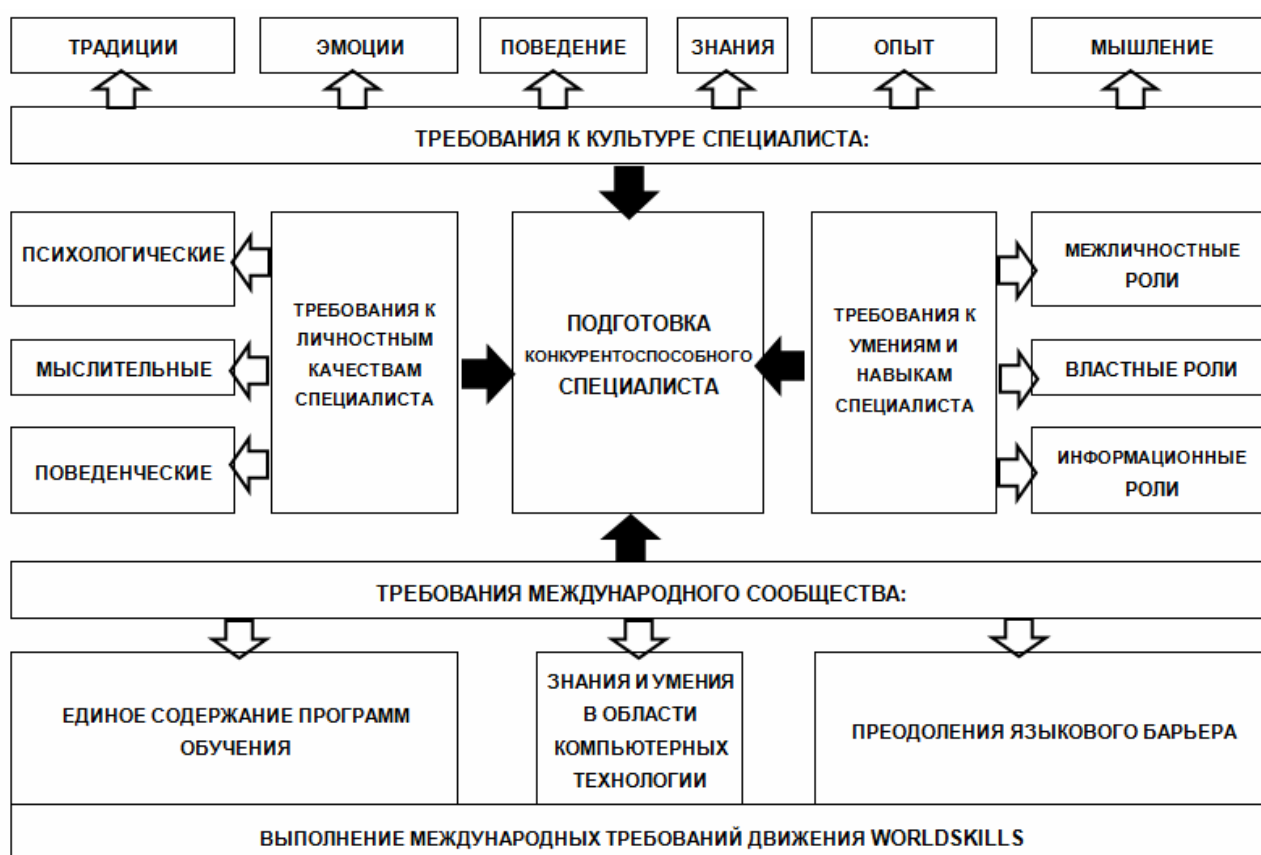 ТРАДИЦИИ
ЭМОЦИИ
ПОВЕДЕНИЕ
ЗНАНИЯ
ОПЫТ
МЫШЛЕНИЕ
ТРЕБОВАНИЯ К КУЛЬТУРЕ СПЕЦИАЛИСТА:
ПСИХОЛОГИЧЕСКИЕ
МЫСЛИТЕЛЬНЫЕ
ПОВЕДЕНЧЕСКИЕ
ТРЕБОВАНИЯ К
ЛИЧНОСТНЫМ
КАЧЕСТВАМ
СПЕЦИАЛИСТА
ПОДГОТОВКА
КОНКУРЕНТОСПОСОБНОГО
СПЕЦИАЛИСТА
ТРЕБОВАНИЯ К
УМЕНИЯМ И
НАВЫКАМ
СПЕЦИАЛИСТА
МЕЖЛИЧНОСТНЫЕ
РОЛИ
ВЛАСТНЫЕ РОЛИ
ИНФОРМАЦИОННЫЕ
РОЛИ
ТРЕБОВАНИЯ МЕЖДУНАРОДНОГО СООБЩЕСТВА:
ЕДИНОЕ СОДЕРЖАНИЕ ПРОГРАММ
ОБУЧЕНИЯ
ЗНАНИЯ И УМЕНИЯ
В ОБЛАСТИ
КОМПЬЮТЕРНЫХ
ТЕХНОЛОГИИ
ПРЕОДОЛЕНИЯ ЯЗЫКОВОГО БАРЬЕРА
ВЫПОЛНЕНИЕ МЕЖДУНАРОДНЫХ ТРЕБОВАНИЙ ДВИЖЕНИЯ WORLDSKILLS